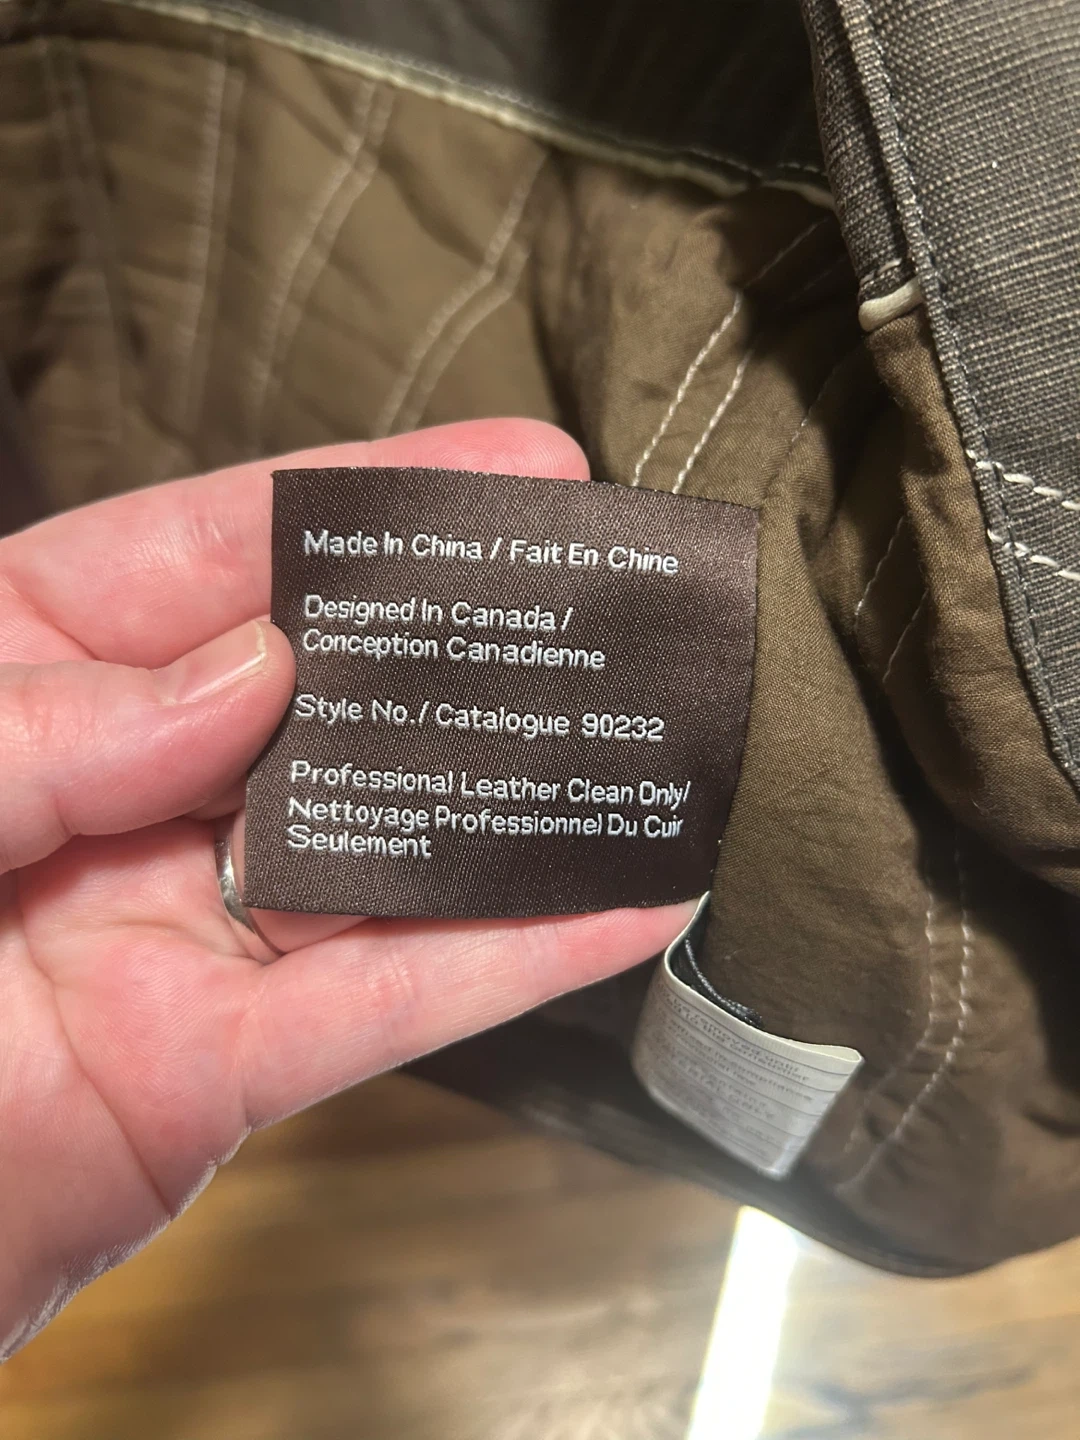 Made In China / Fait En Chine
Designed In Canada /
Conception Canadienne
Style No. / Catalogue 90232
Professional Leather Clean Only/
Nettoyage Professionnel Du Cuir
Seulement